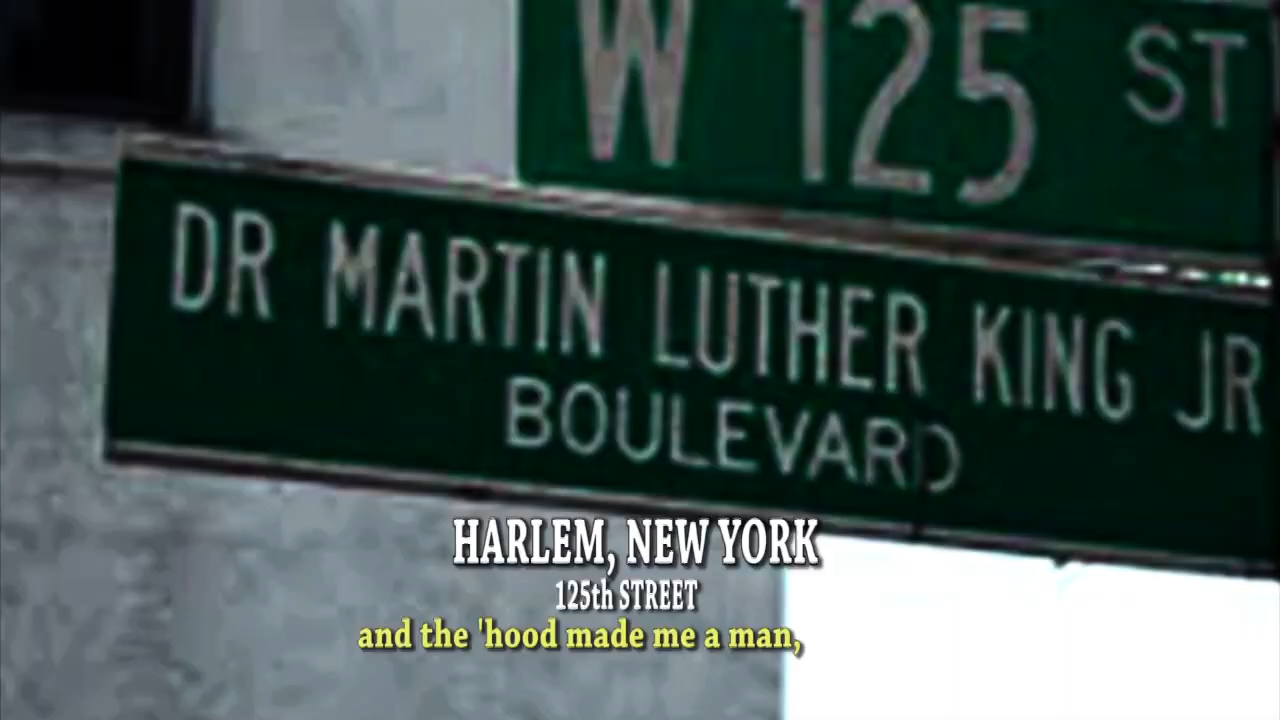 W 125 ST
DR MARTIN LUTHER KING JR
BOULEVARD
HARLEM, NEW YORK
125th STREET
and the 'hood made me a man,